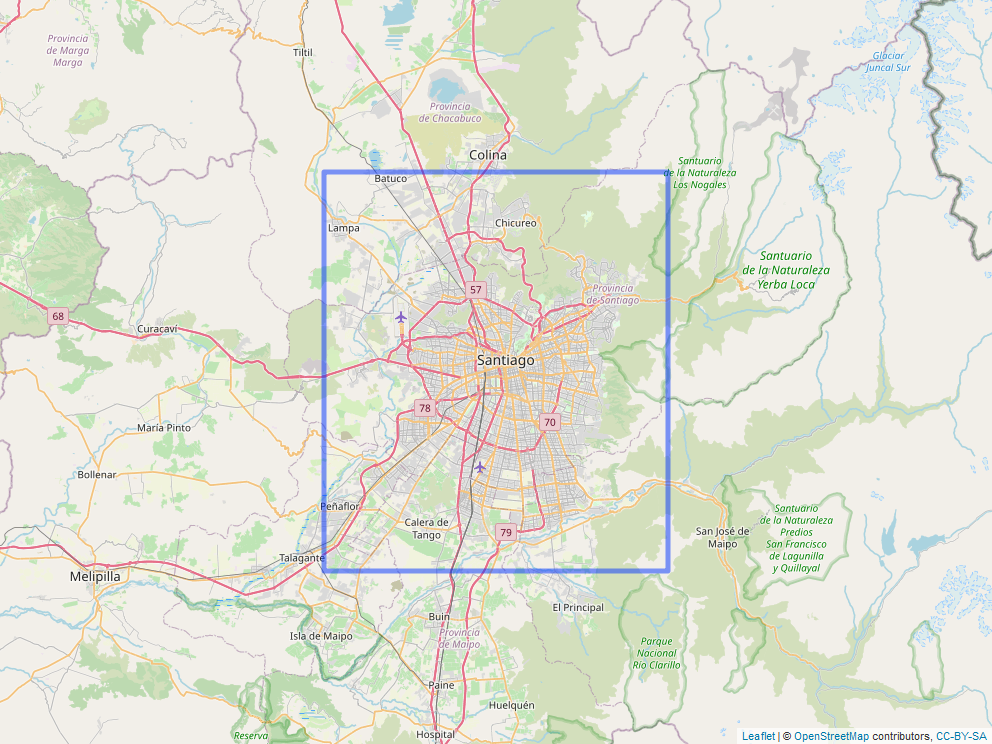 Provincia
de Marga
Marga
Tiltil
Glaciar
Juncal Sur
Provincia
de Chacabuco
Colina
Batuco
Santuario
de la Naturaleza
Los Nogales
Lampa
Chicureo
Santuario
de la Naturaleza
Yerba Loca
57
Provincia
de Santiago
68
Curacaví
Santiago
78
70
María Pinto
Bollenar
Peñaflor
Calera de
Tango
79
San José de
Maipo
Santuario
de la Naturaleza
Predios
San Francisco
de Lagunilla
y Quillayal
Talagante
Melipilla
El Principal
Buin
Isla de Maipo
Provincia
de Maipo
Parque
Nacional
Río Clarillo
Paine
Huelquén
Reserva
Hospital
Leaflet | © OpenStreetMap contributors, CC-BY-SA